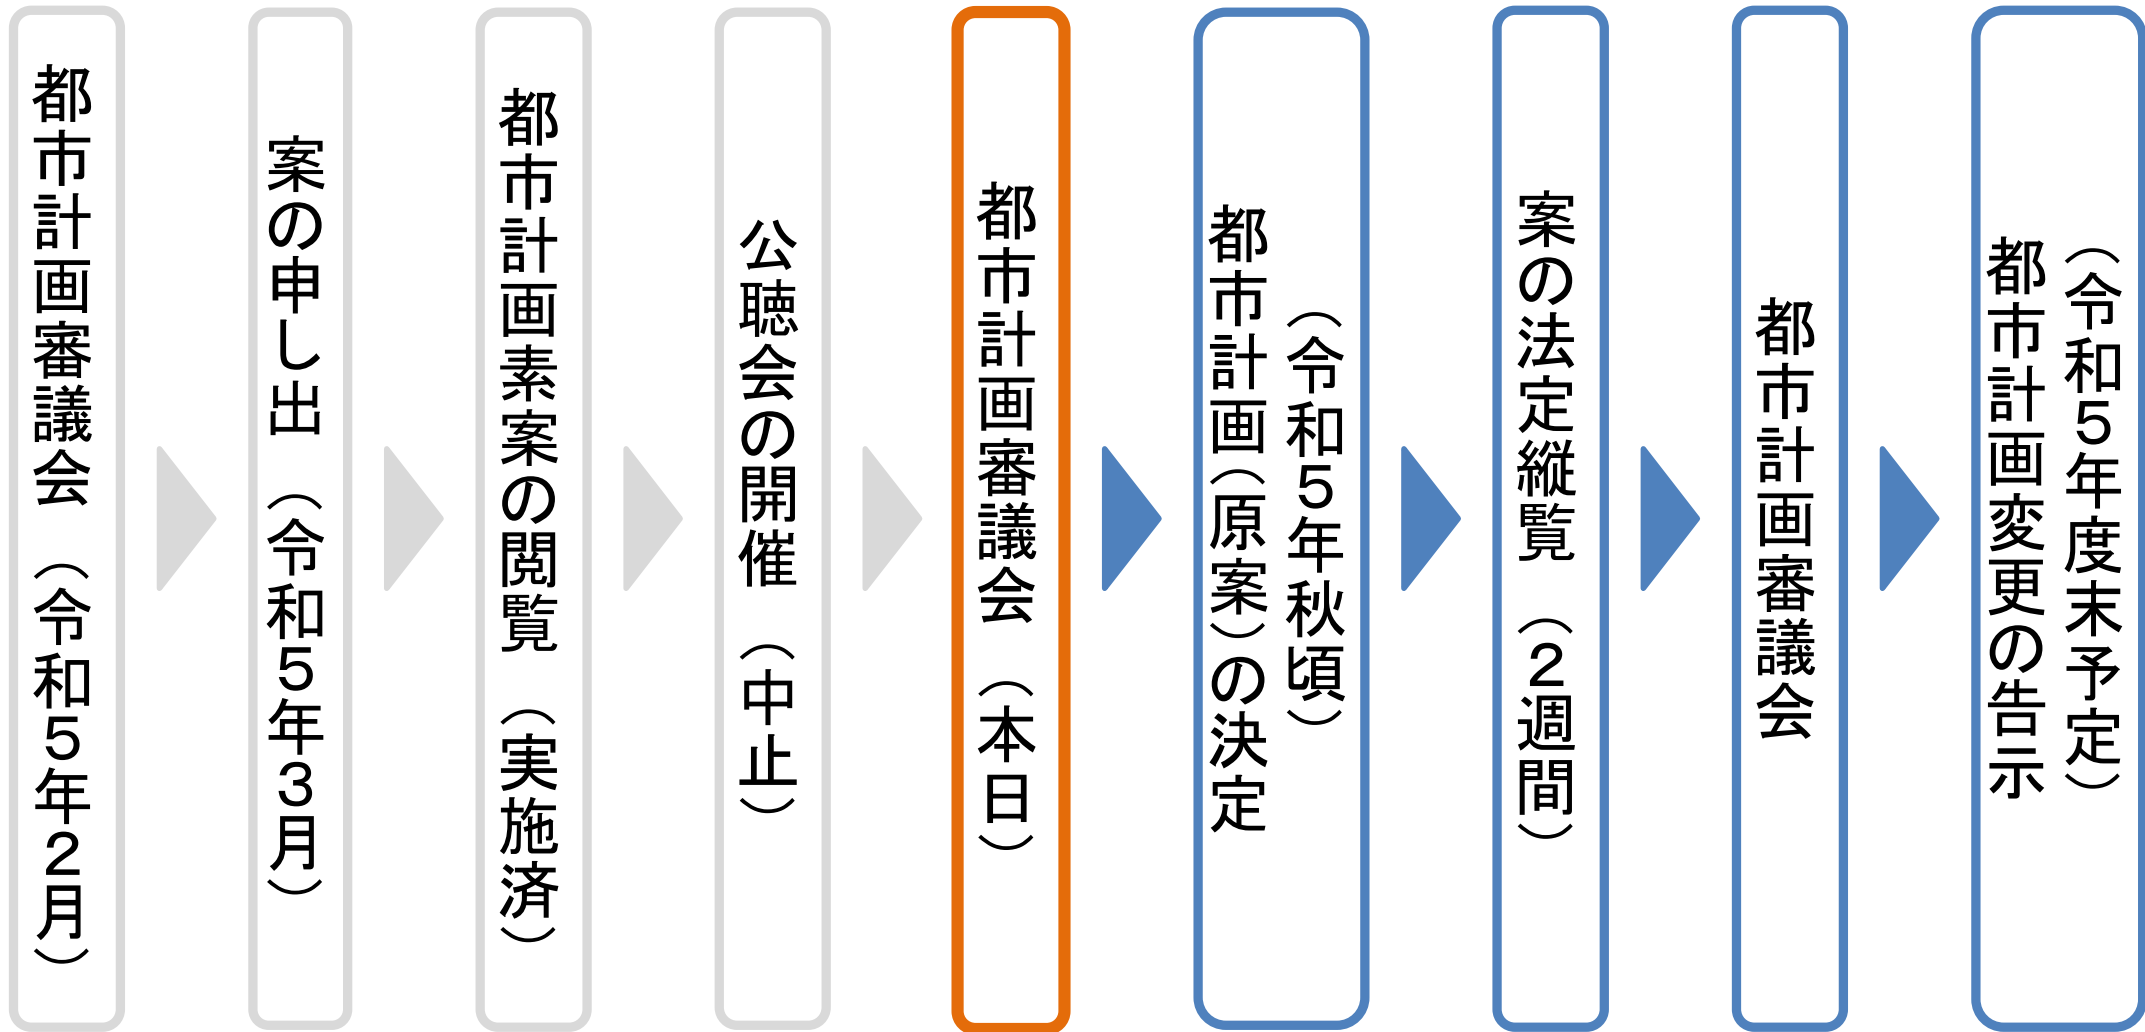 都市計画審議会　（令和５年２月）
案の申し出　（令和５年３月）
都市計画素案の閲覧　（実施済）
公聴会の開催　（中止）
都市計画審議会　（本日）
（令和５年秋頃）
都市計画（原案）の決定
案の法定縦覧　（２週間）
都市計画審議会
（令和５年度末予定）
都市計画変更の告示